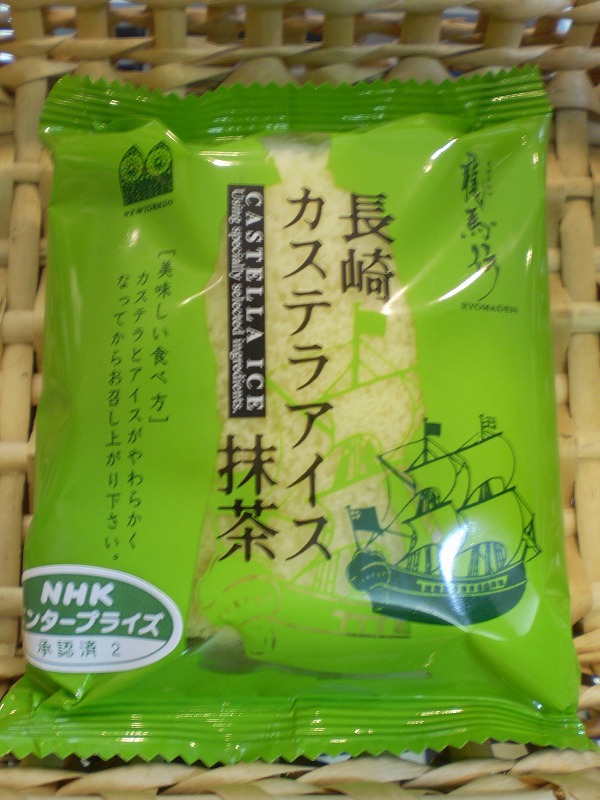 龍馬伝
RYOMADEN
長崎
カステラアイス
抹茶
CASTELLA ICE
Using specially selected ingredients.
［美味しい食べ方］
カステラとアイスがやわらかく
なってからお召し上がり下さい。
NHK
ンタープライズ
承認済 2